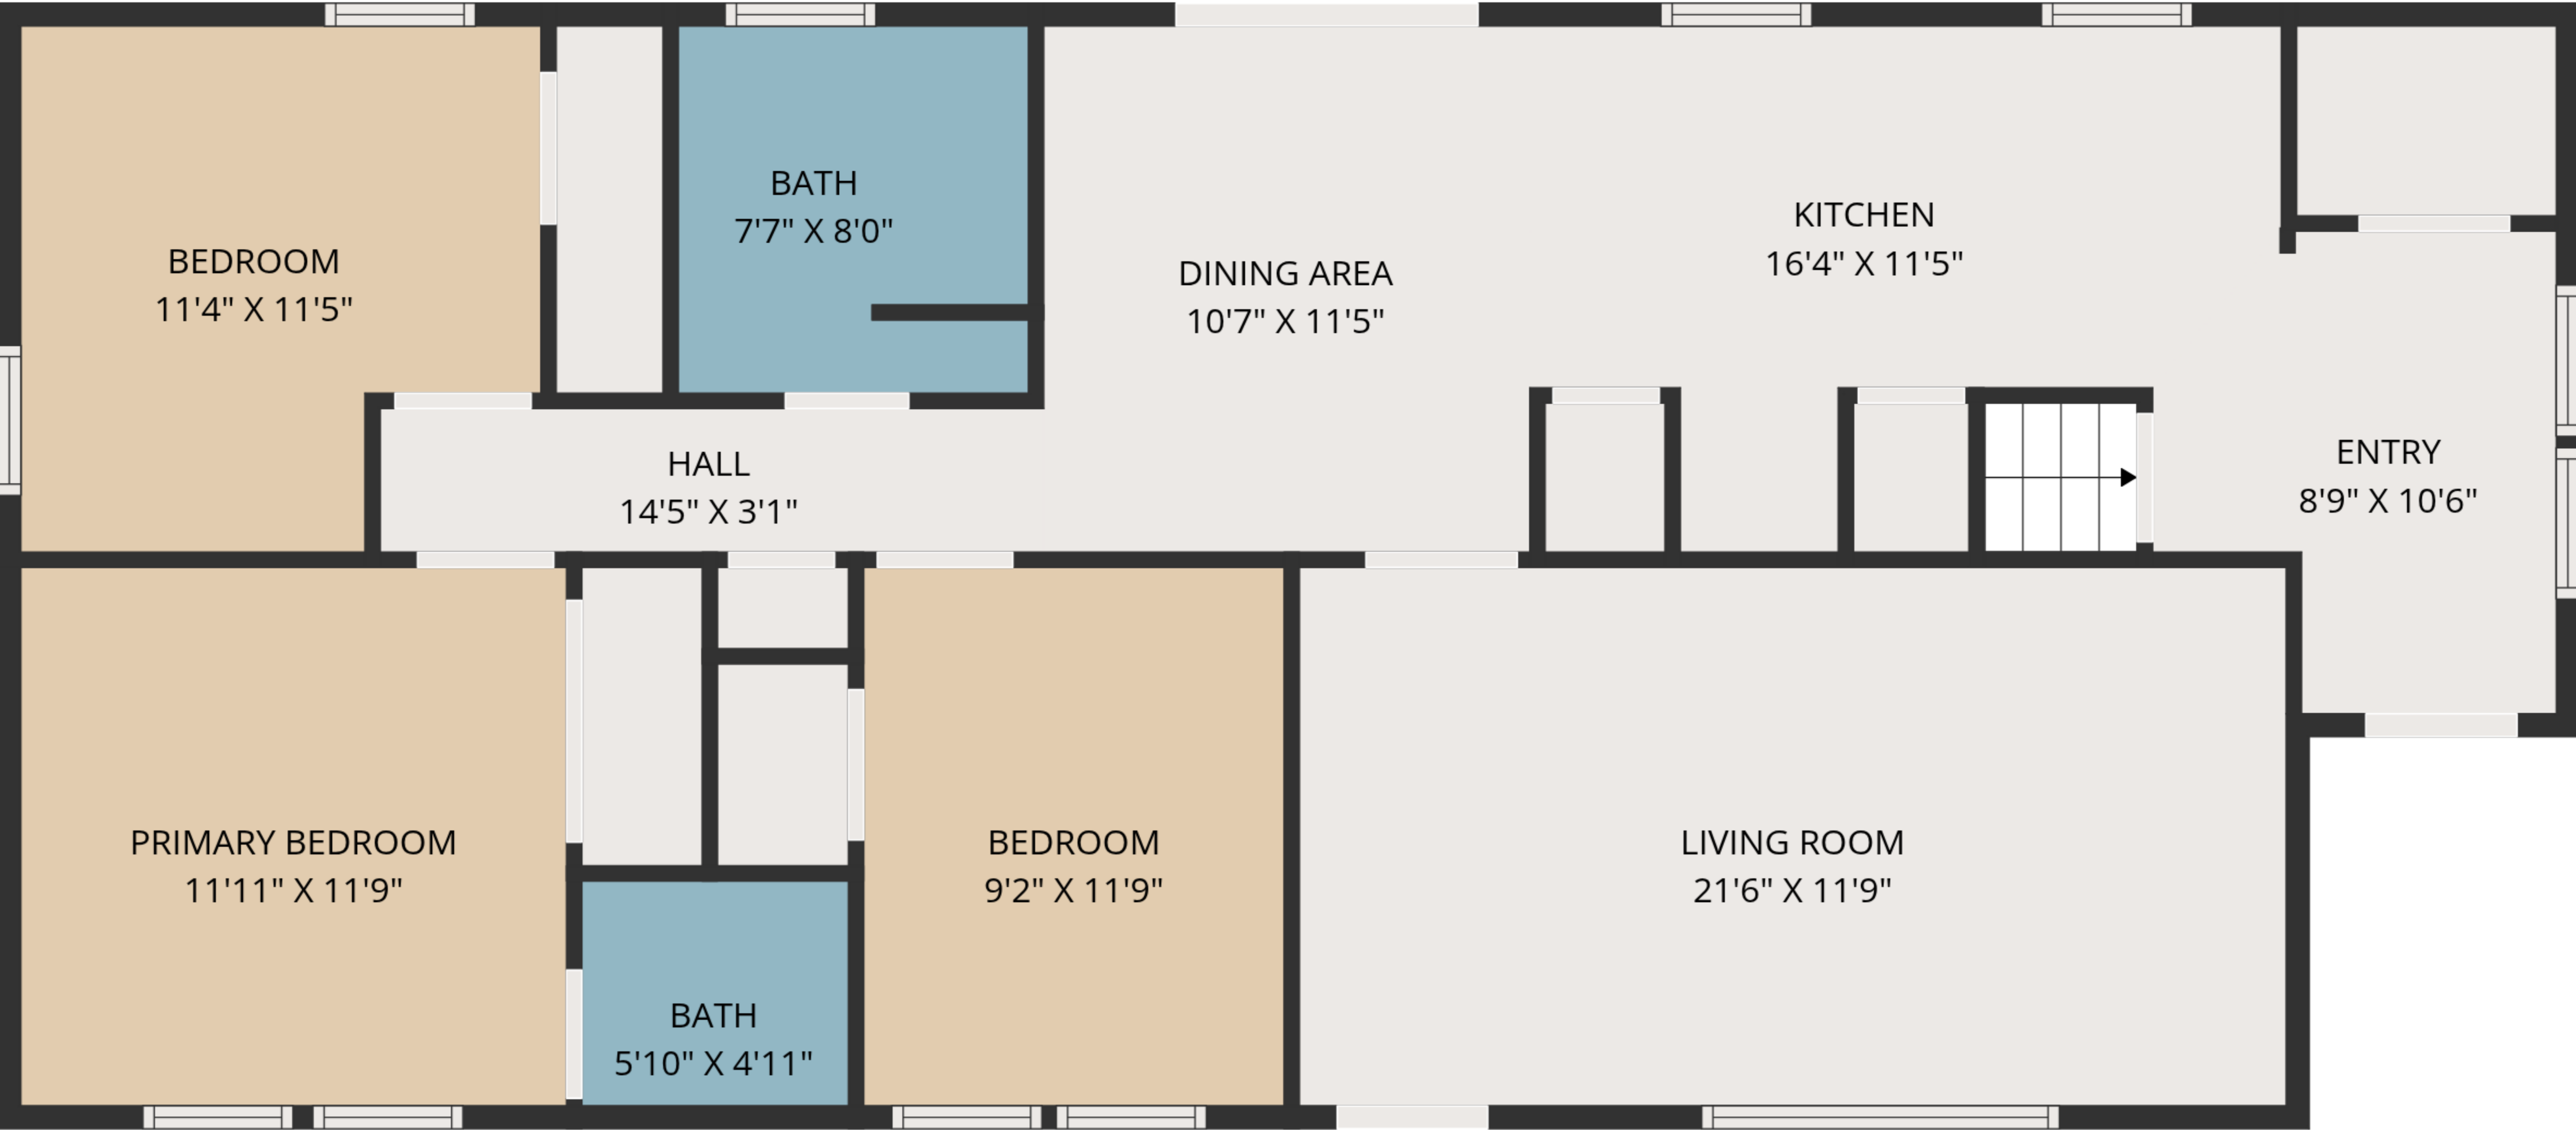 BEDROOM
11'4" X 11'5"
BATH
7'7" X 8'0"
DINING AREA
10'7" X 11'5"
KITCHEN
16'4" X 11'5"
HALL
14'5" X 3'1"
ENTRY
8'9" X 10'6"
PRIMARY BEDROOM
11'11" X 11'9"
BATH
5'10" X 4'11"
BEDROOM
9'2" X 11'9"
LIVING ROOM
21'6" X 11'9"